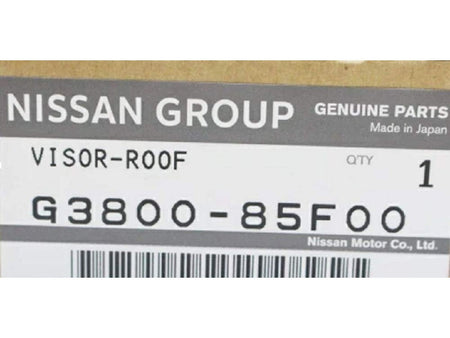 NISSAN GROUP GENUINE PARTS
Made in Japan
VISOR-ROOF QTY 1
G3800-85F00
Nissan Motor Co., Ltd.